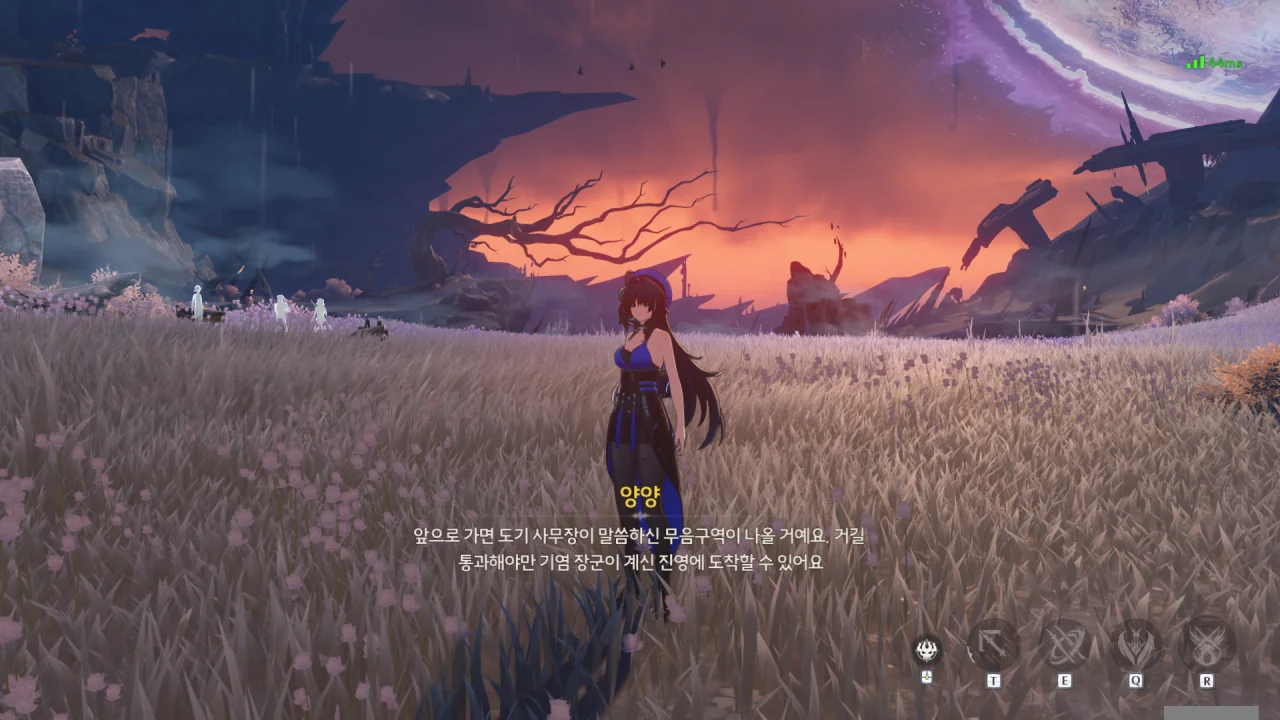 44ms
양양
앞으로 가면 도기 사무장이 말씀하신 무음구역이 나올 거예요. 거길
통과해야만 기염 장군이 계신 진영에 도착할 수 있어요
T E Q R